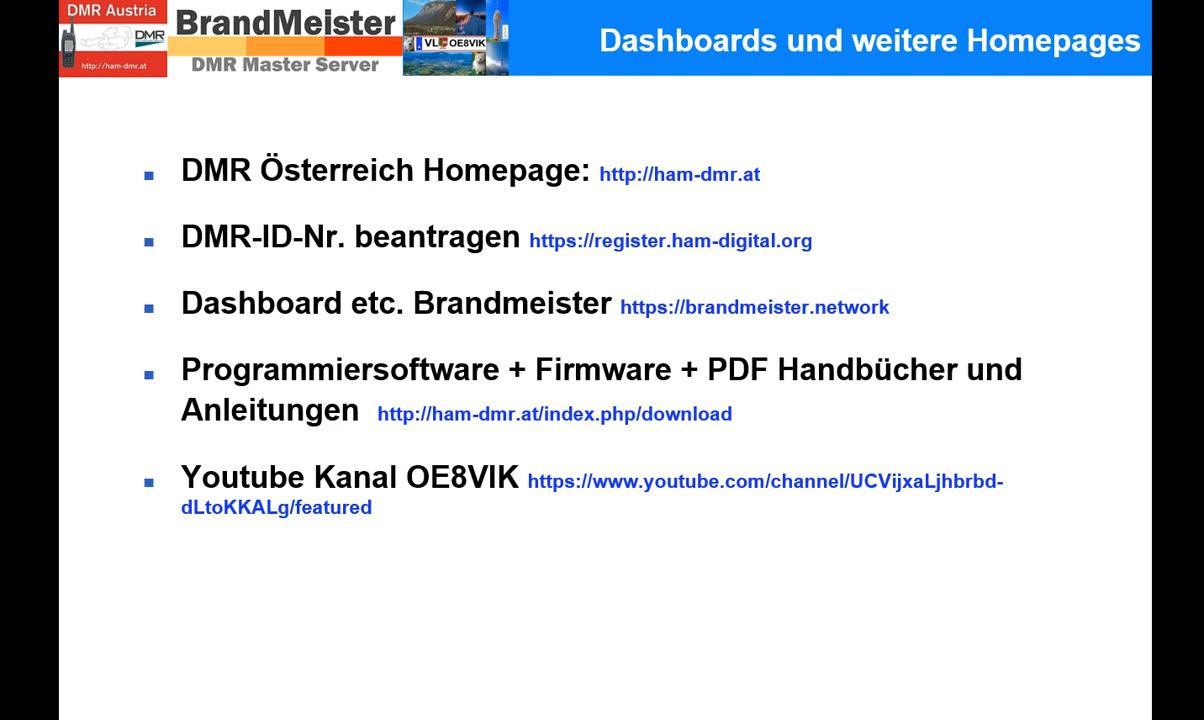 DMR Austria
DMR
http://ham-dmr.at
BrandMeister
DMR Master Server
VL OE8VIK
Dashboards und weitere Homepages
DMR Österreich Homepage: http://ham-dmr.at
DMR-ID-Nr. beantragen https://register.ham-digital.org
Dashboard etc. Brandmeister https://brandmeister.network
Programmiersoftware + Firmware + PDF Handbücher und
Anleitungen http://ham-dmr.at/index.php/download
Youtube Kanal OE8VIK https://www.youtube.com/channel/UCVijxaLjhbrbd-
dLtoKKALg/featured